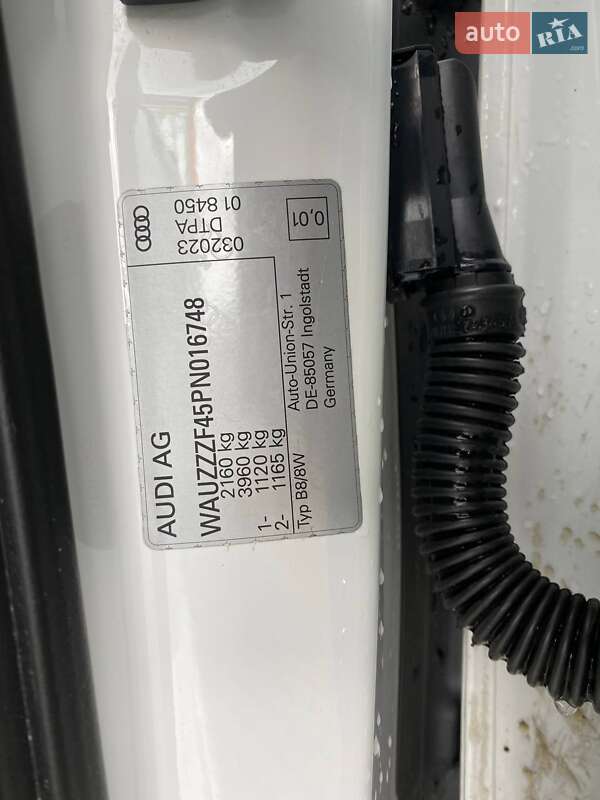 auto RIA.com
AUDI AG
WAUZZZF45PN016748
2160 kg
3960 kg
1- 1120 kg
2- 1165 kg
Typ B8/8W
032023
DTPA
01 8450
0,01
Auto-Union-Str. 1
DE-85057 Ingolstadt
Germany